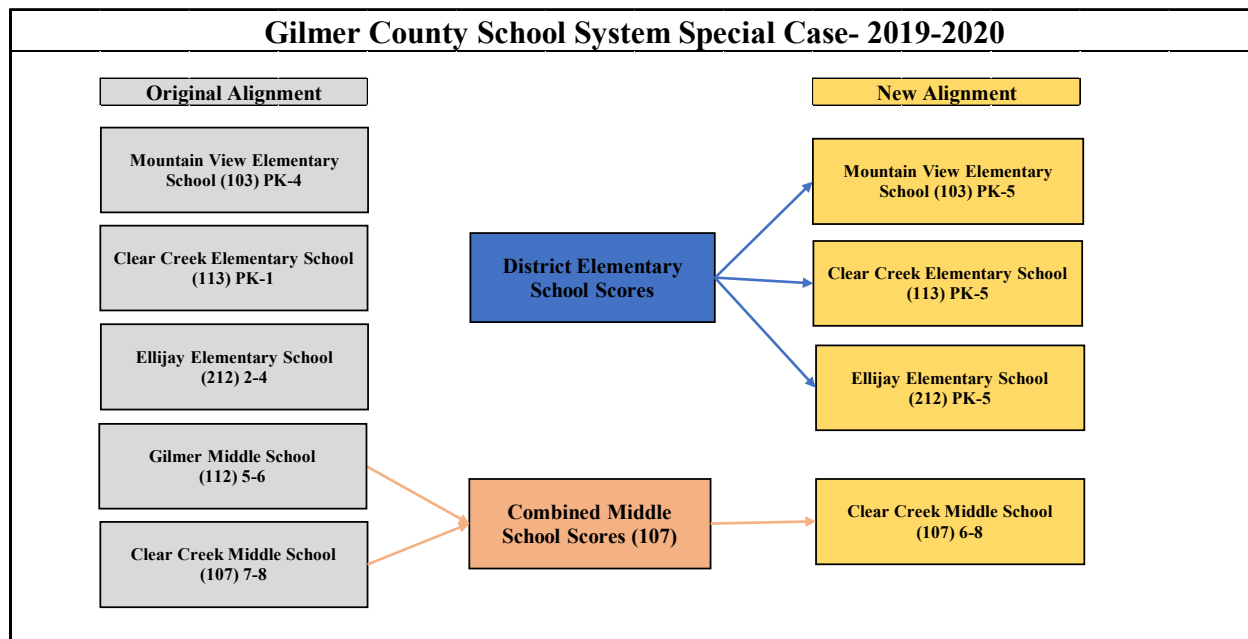 Gilmer County School System Special Case- 2019-2020
Original Alignment
New Alignment
Mountain View Elementary
School (103) PK-4
Clear Creek Elementary School
(113) PK-1
Ellijay Elementary School
(212) 2-4
Gilmer Middle School
(112) 5-6
Clear Creek Middle School
(107) 7-8
District Elementary
School Scores
Combined Middle
School Scores (107)
Mountain View Elementary
School (103) PK-5
Clear Creek Elementary School
(113) PK-5
Ellijay Elementary School
(212) PK-5
Clear Creek Middle School
(107) 6-8